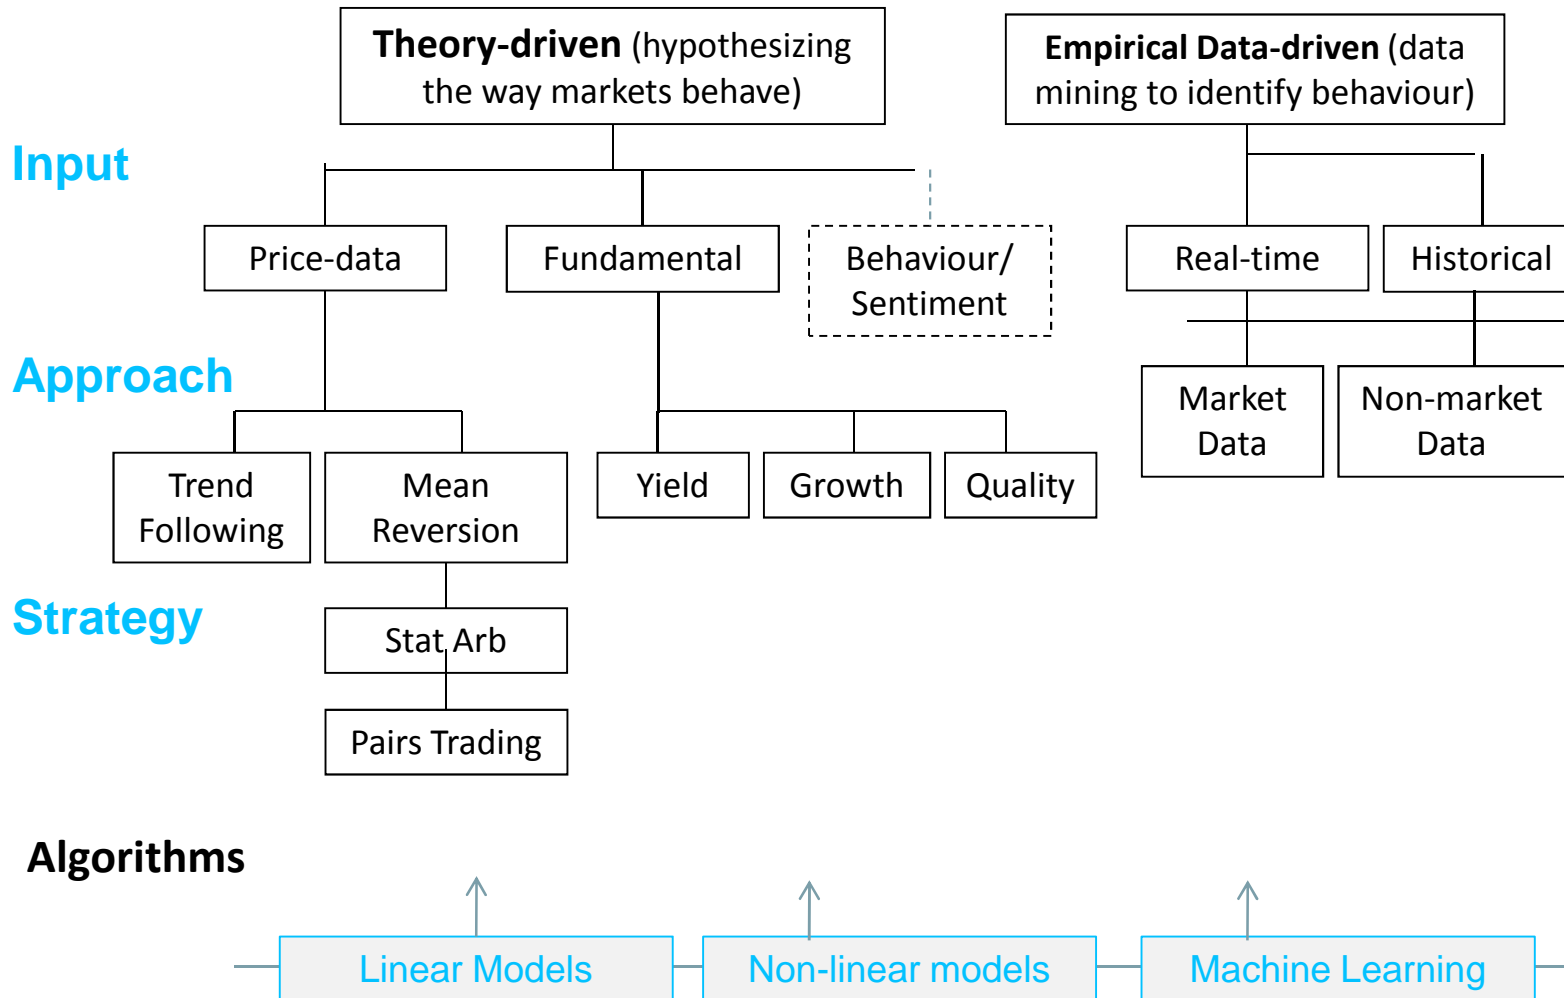 Theory-driven (hypothesizing
the way markets behave)
Empirical Data-driven (data
mining to identify behaviour)
Input
Price-data
Fundamental
Behaviour/
Sentiment
Real-time
Historical
Approach
Market
Data
Non-market
Data
Trend
Following
Mean
Reversion
Yield
Growth
Quality
Strategy
Stat Arb
Pairs Trading
Algorithms
Linear Models
Non-linear models
Machine Learning